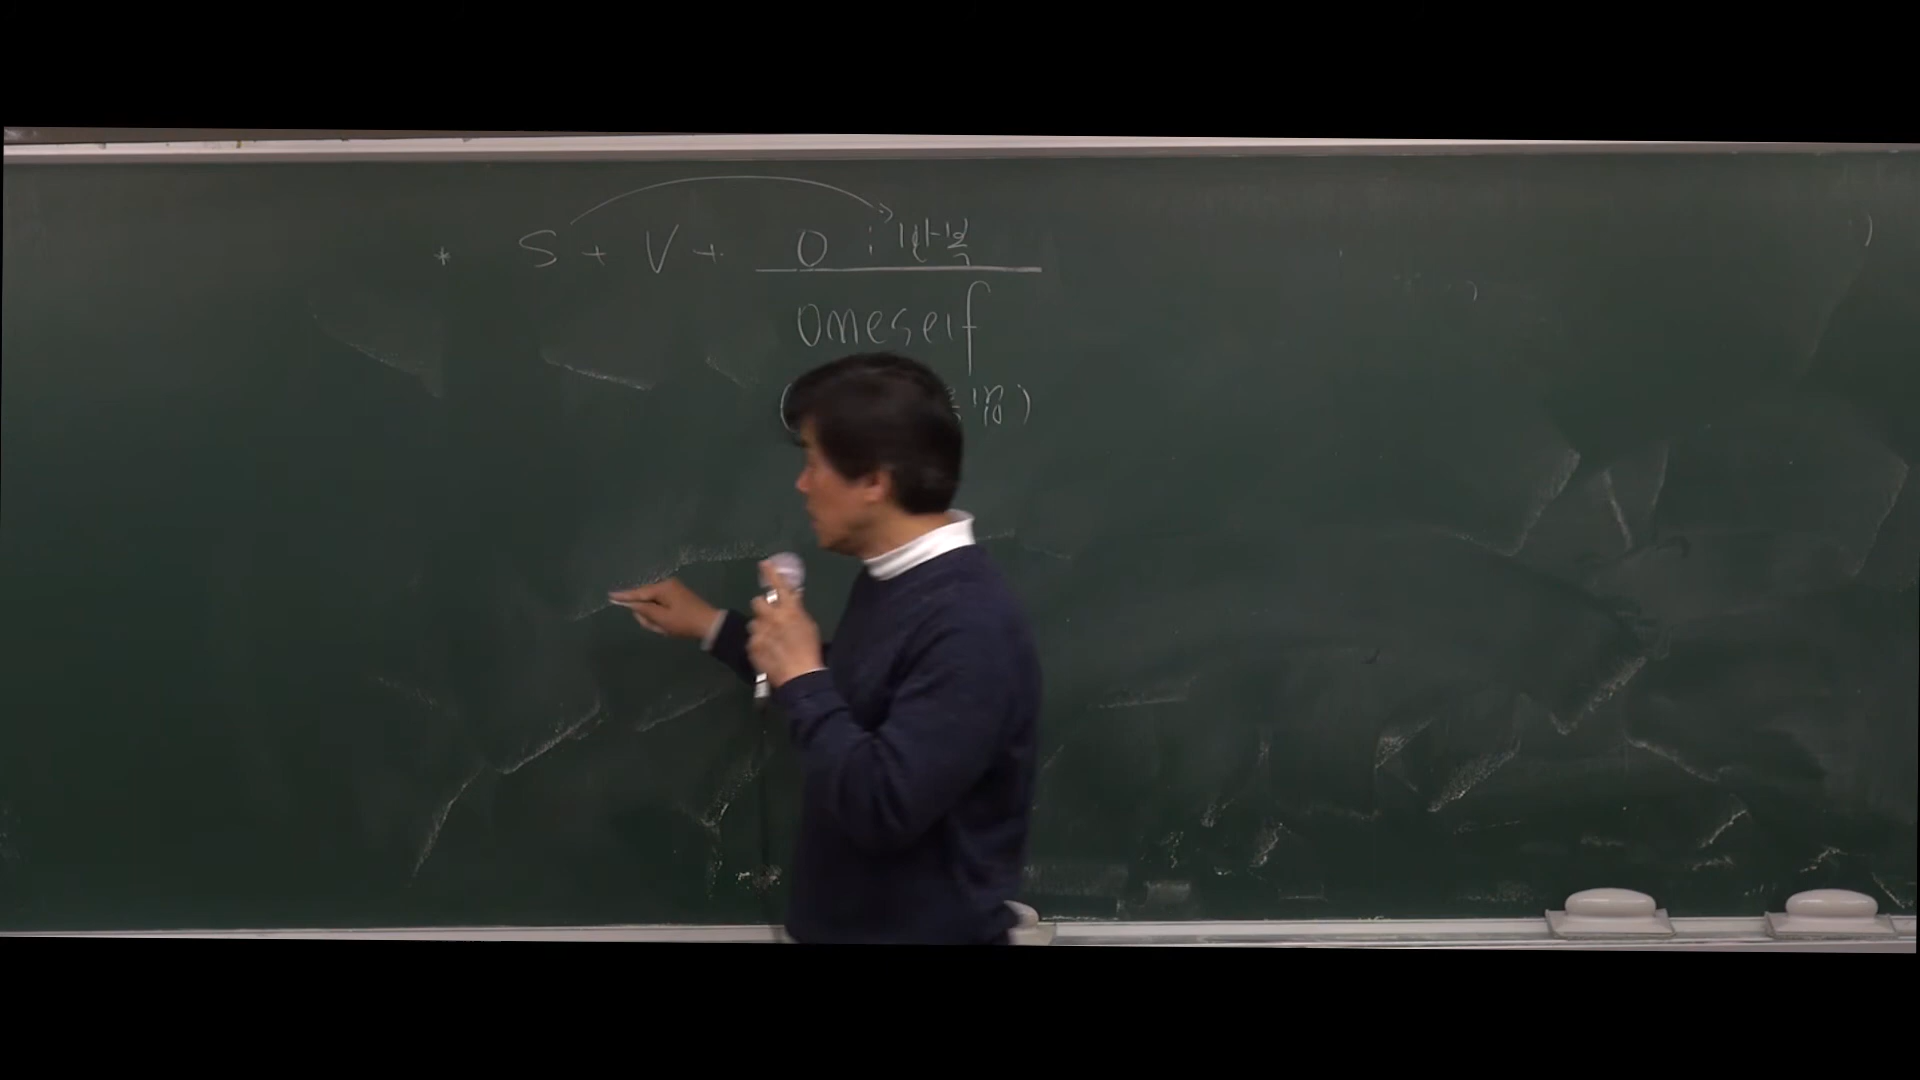 * S + V + O : 반복
oneself